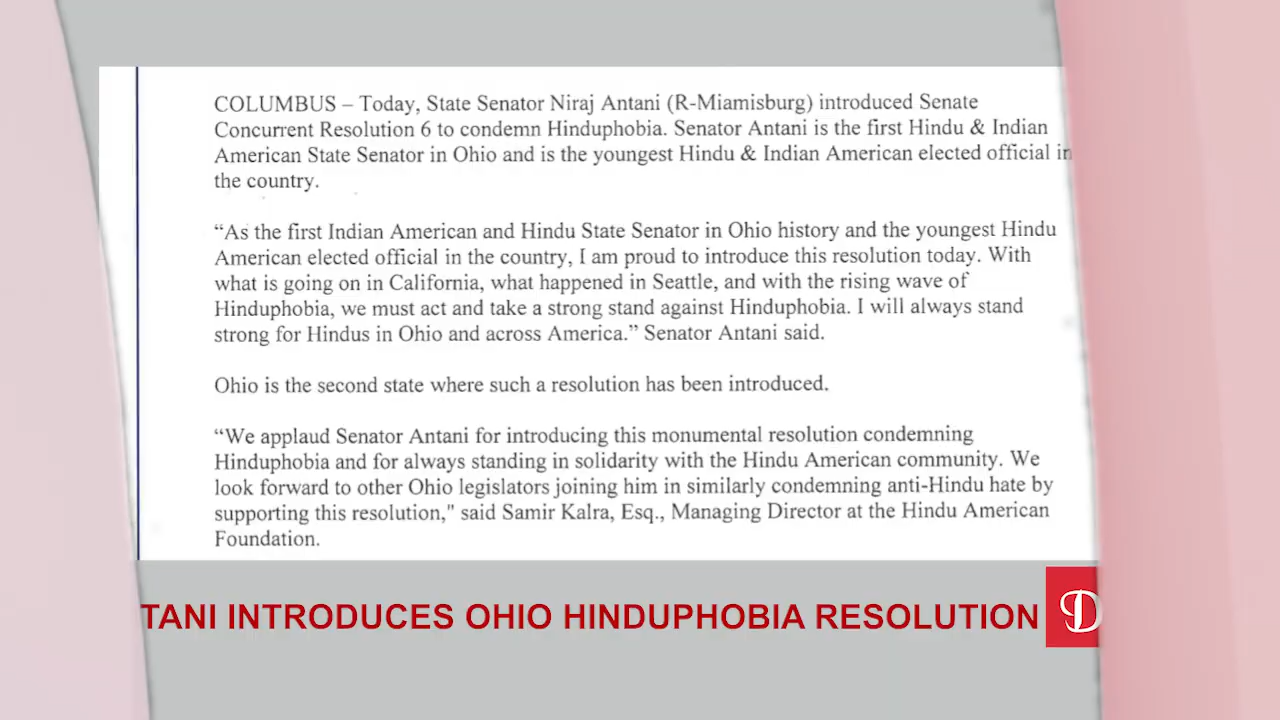 COLUMBUS – Today, State Senator Niraj Antani (R-Miamisburg) introduced Senate
Concurrent Resolution 6 to condemn Hinduphobia. Senator Antani is the first Hindu & Indian
American State Senator in Ohio and is the youngest Hindu & Indian American elected official in
the country.
“As the first Indian American and Hindu State Senator in Ohio history and the youngest Hindu
American elected official in the country, I am proud to introduce this resolution today. With
what is going on in California, what happened in Seattle, and with the rising wave of
Hinduphobia, we must act and take a strong stand against Hinduphobia. I will always stand
strong for Hindus in Ohio and across America.” Senator Antani said.
Ohio is the second state where such a resolution has been introduced.
“We applaud Senator Antani for introducing this monumental resolution condemning
Hinduphobia and for always standing in solidarity with the Hindu American community. We
look forward to other Ohio legislators joining him in similarly condemning anti-Hindu hate by
supporting this resolution," said Samir Kalra, Esq., Managing Director at the Hindu American
Foundation.
TANI INTRODUCES OHIO HINDUPHOBIA RESOLUTION
D